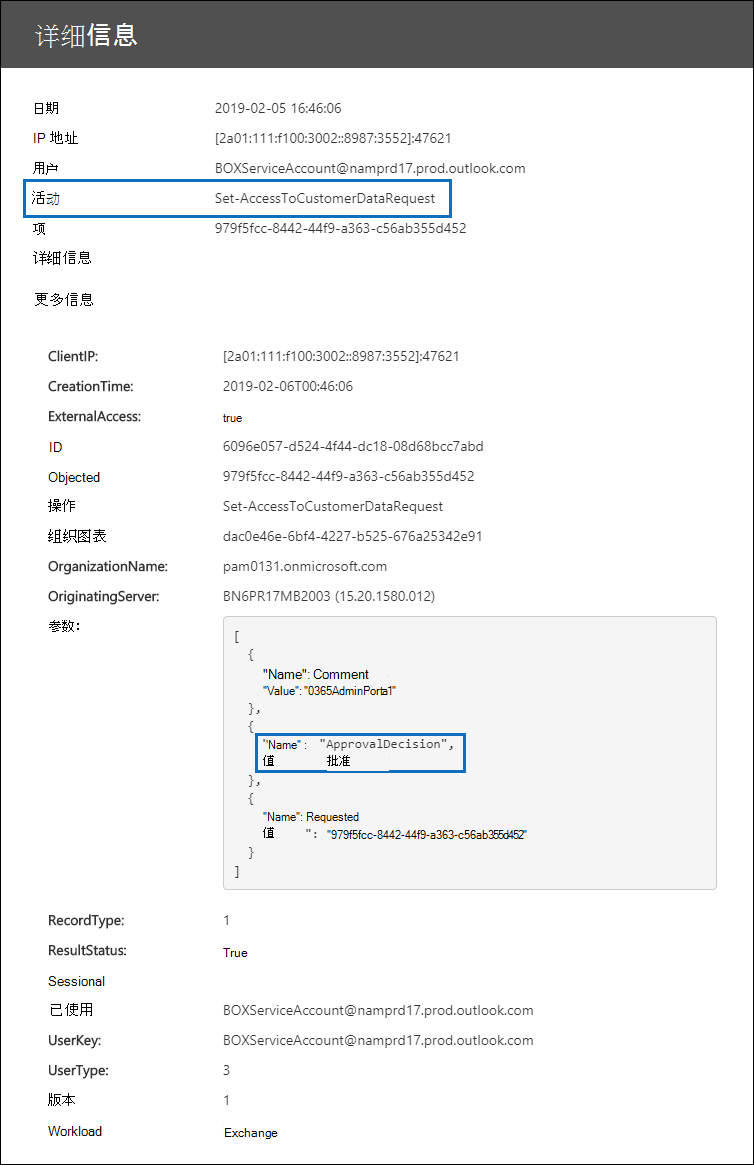 详细信息
日期 2019-02-05 16:46:06
IP 地址 [2a01:111:f100:3002::8987:3552]:47621
用户 BOXServiceAccount@namprd17.prod.outlook.com
活动 Set-AccessToCustomerDataRequest
项 979f5fcc-8442-44f9-a363-c56ab355d452
详细信息
更多信息
ClientIP: [2a01:111:f100:3002::8987:3552]:47621
CreationTime: 2019-02-06T00:46:06
ExternalAccess: true
ID 6096e057-d524-4f44-dc18-08d68bcc7abd
Objected 979f5fcc-8442-44f9-a363-c56ab355d452
操作 Set-AccessToCustomerDataRequest
组织图表 dac0e46e-6bf4-4227-b525-676a25342e91
OrganizationName: pam0131.onmicrosoft.com
OriginatingServer: BN6PR17MB2003 (15.20.1580.012)
参数:
[
{
"Name": Comment
"Value": "0365AdminPorta1"
},
{
"Name" : "ApprovalDecision",
值 批准
},
{
"Name": Requested
值 ": "979f5fcc-8442-44f9-a363-c56ab355d452"
}
]
RecordType: 1
ResultStatus: True
Sessional
已使用 BOXServiceAccount@namprd17.prod.outlook.com
UserKey: BOXServiceAccount@namprd17.prod.outlook.com
UserType: 3
版本 1
Workload Exchange